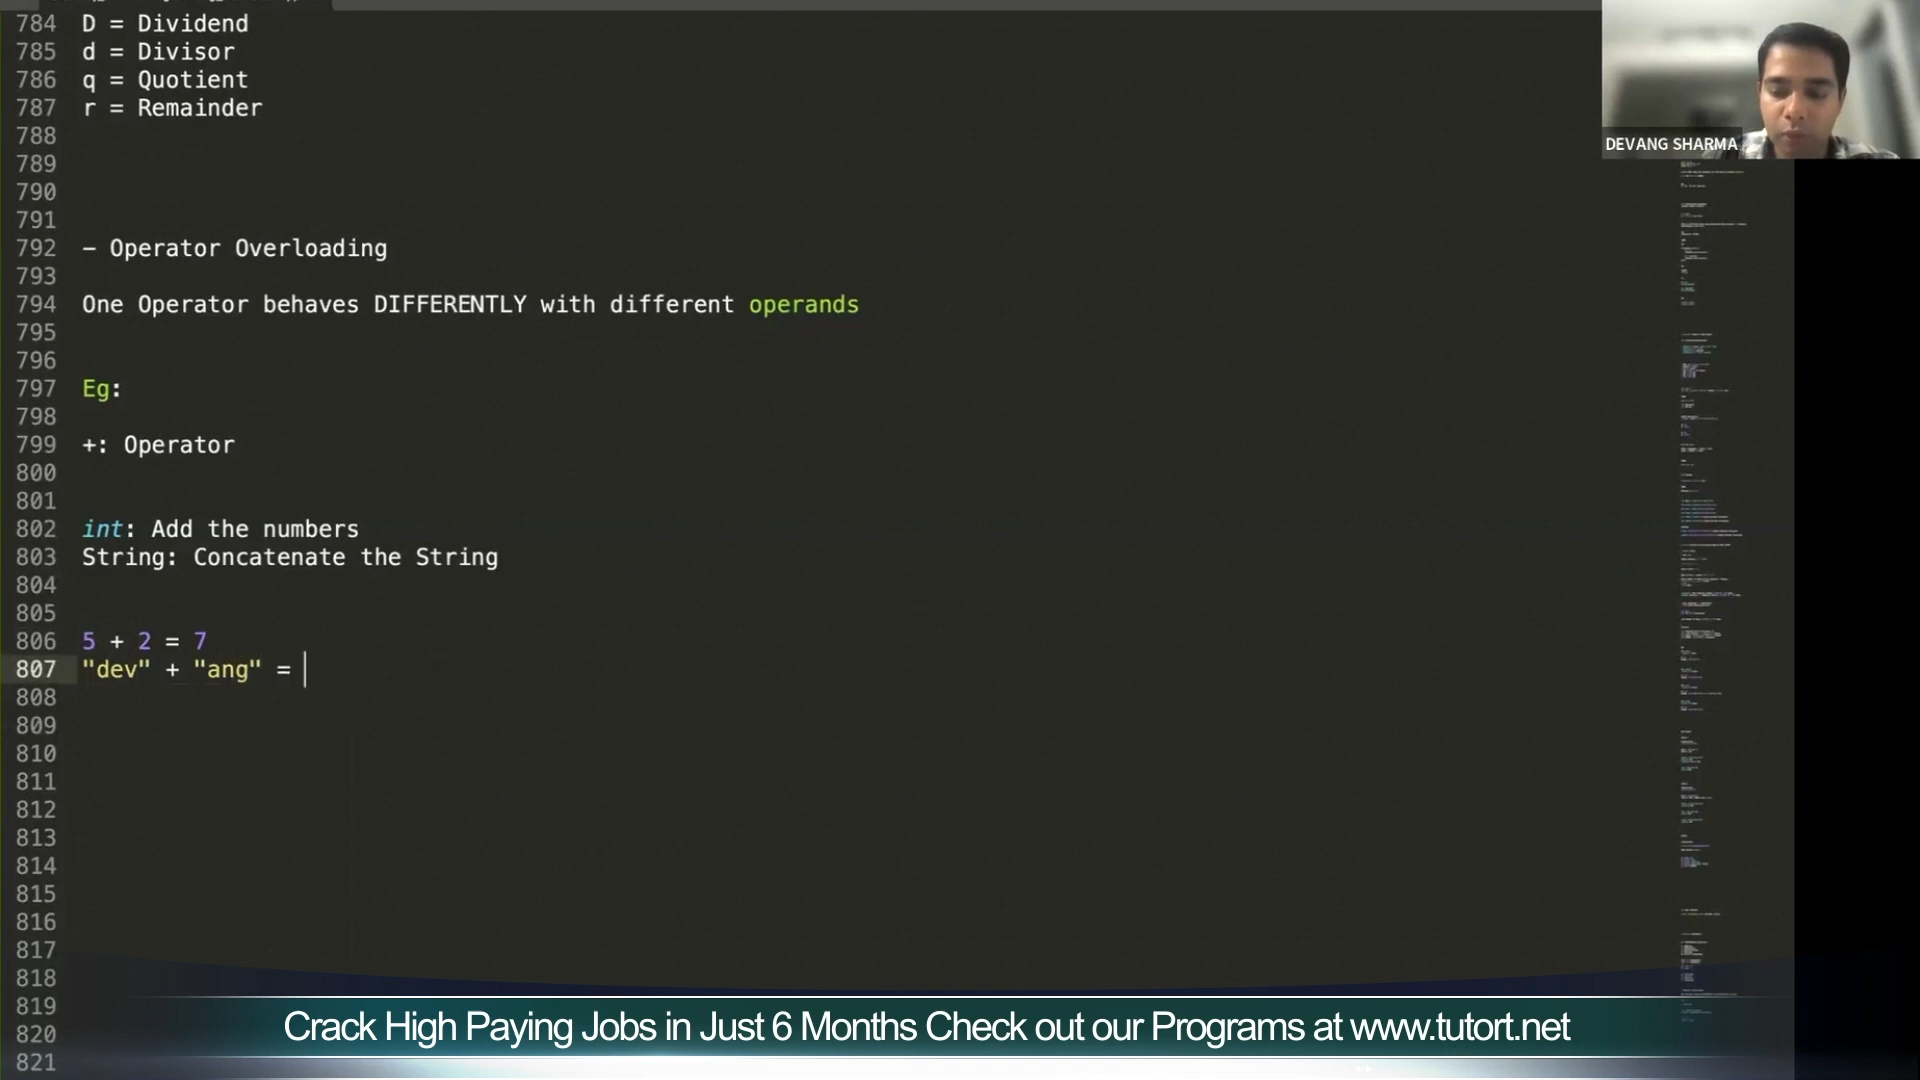 784 D = Dividend
785 d = Divisor
786 q = Quotient
787 r = Remainder
788
789
790
791
792 - Operator Overloading
793
794 One Operator behaves DIFFERENTLY with different operands
795
796
797 Eg:
798
799 +: Operator
800
801
802 int: Add the numbers
803 String: Concatenate the String
804
805
806 5 + 2 = 7
807 "dev" + "ang" =
808
809
810
811
812
813
814
815
816
817
818
819
820
821
DEVANG SHARMA
Crack High Paying Jobs in Just 6 Months Check out our Programs at www.tutort.net